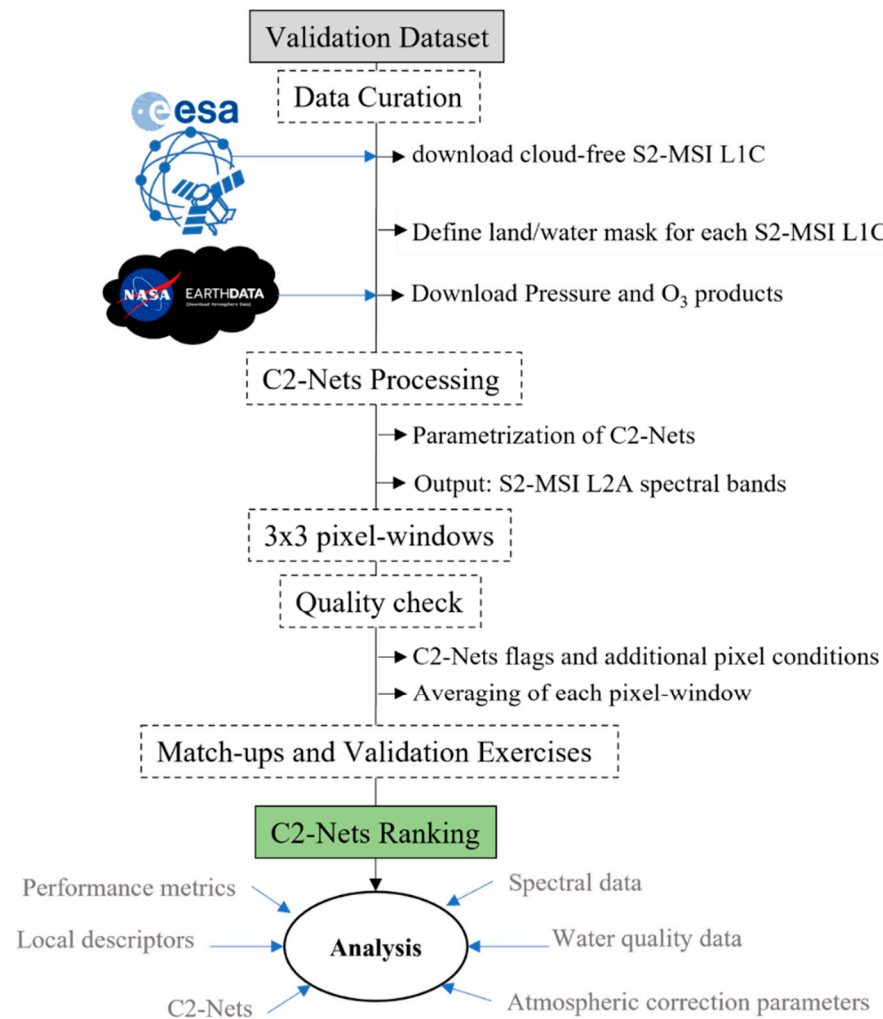 Validation Dataset
Data Curation
esa
download cloud-free S2-MSI L1C
Define land/water mask for each S2-MSI L1C
NASA EARTHDATA
(Download Atmosphere Data)
Download Pressure and O₃ products
C2-Nets Processing
Parametrization of C2-Nets
Output: S2-MSI L2A spectral bands
3x3 pixel-windows
Quality check
C2-Nets flags and additional pixel conditions
Averaging of each pixel-window
Match-ups and Validation Exercises
C2-Nets Ranking
Performance metrics
Spectral data
Local descriptors
Analysis
Water quality data
C2-Nets
Atmospheric correction parameters